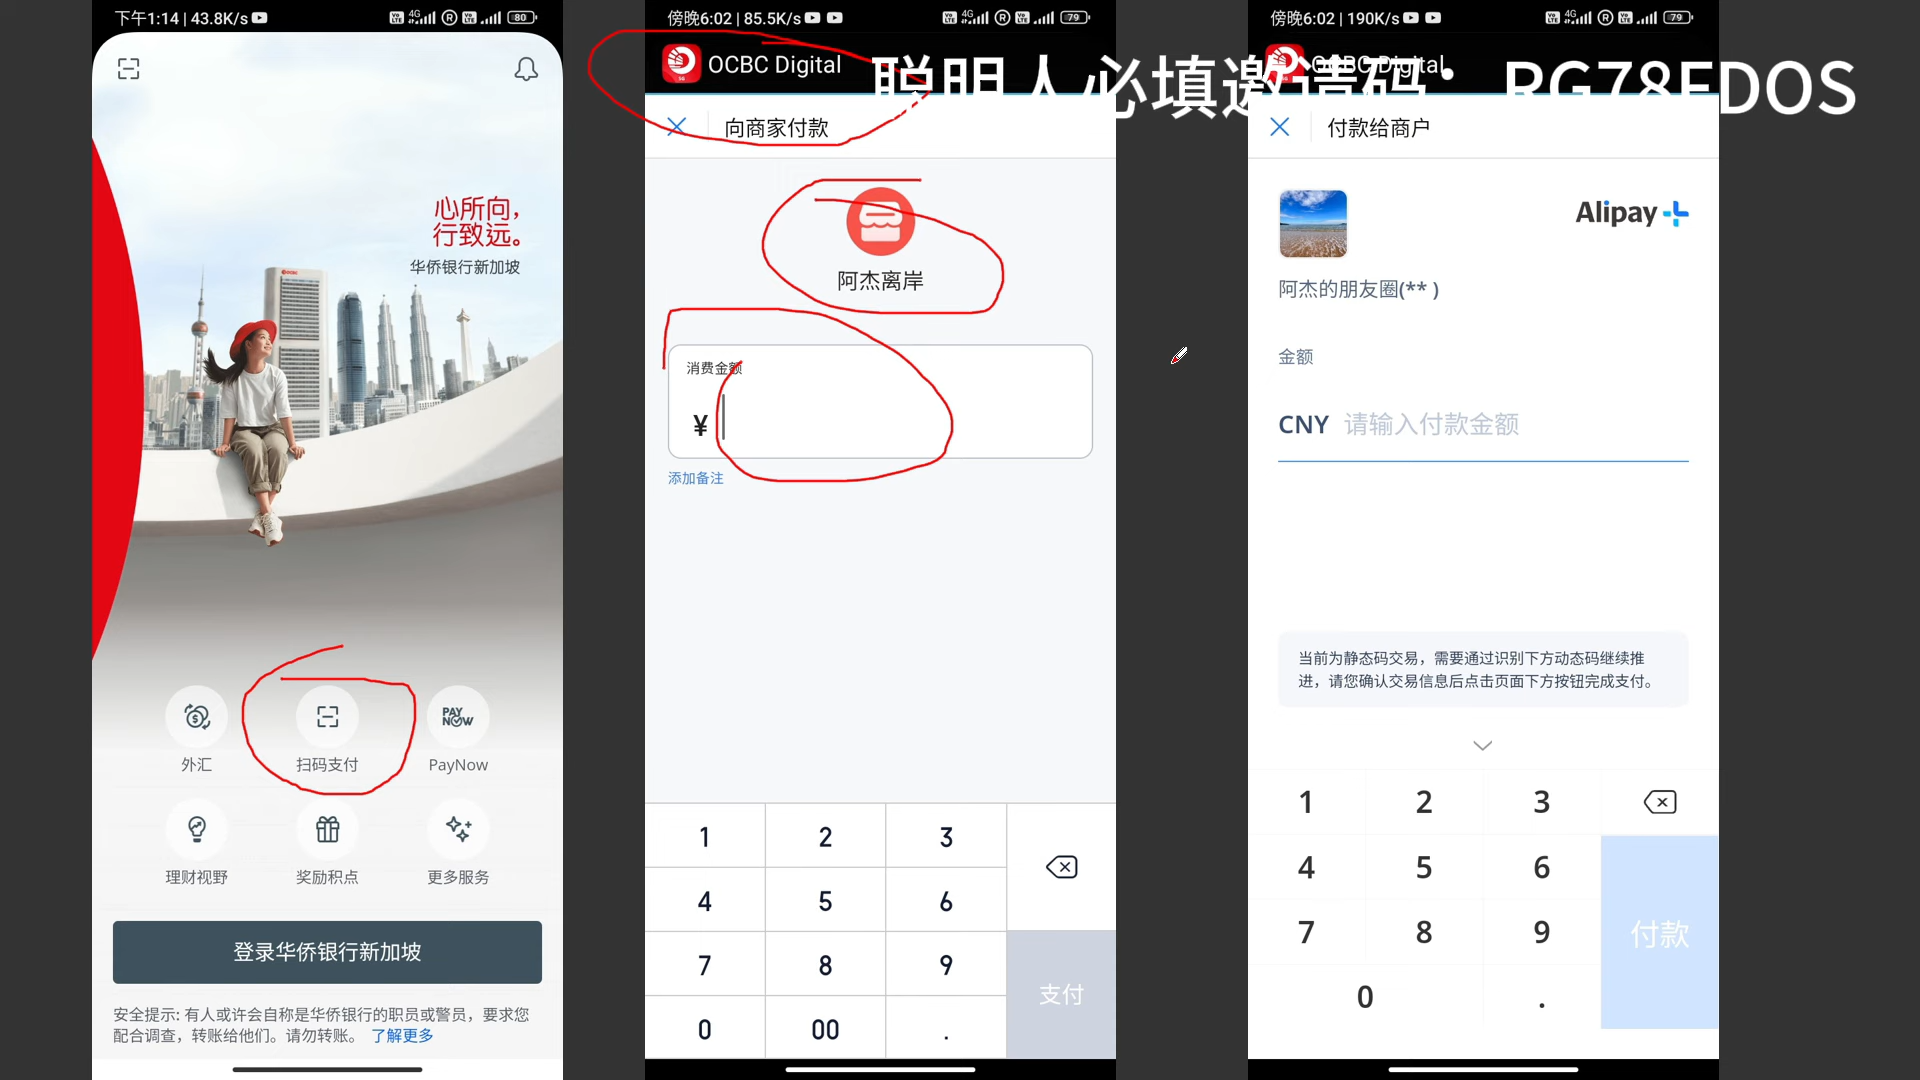 下午1:14 | 43.8K/s
4G
80
心所向,
行致远。
华侨银行新加坡
外汇
扫码支付
PAY NOW
PayNow
理财视野
奖励积点
更多服务
登录华侨银行新加坡
安全提示: 有人或许会自称是华侨银行的职员或警员，要求您
配合调查，转账给他们。请勿转账。 了解更多
傍晚6:02 | 85.5K/s
4G
79
OCBC Digital
聪明人必填邀请码: RG78FDOS
向商家付款
阿杰离岸
消费金额
¥
添加备注
1 2 3
4 5 6
7 8 9
支付
0 00 .
傍晚6:02 | 190K/s
4G
79
OCBC Digital
付款给商户
Alipay+
阿杰的朋友圈(** )
金额
CNY 请输入付款金额
当前为静态码交易，需要通过识别下方动态码继续推
进，请您确认交易信息后点击页面下方按钮完成支付。
1 2 3
4 5 6
7 8 9
付款
0 .